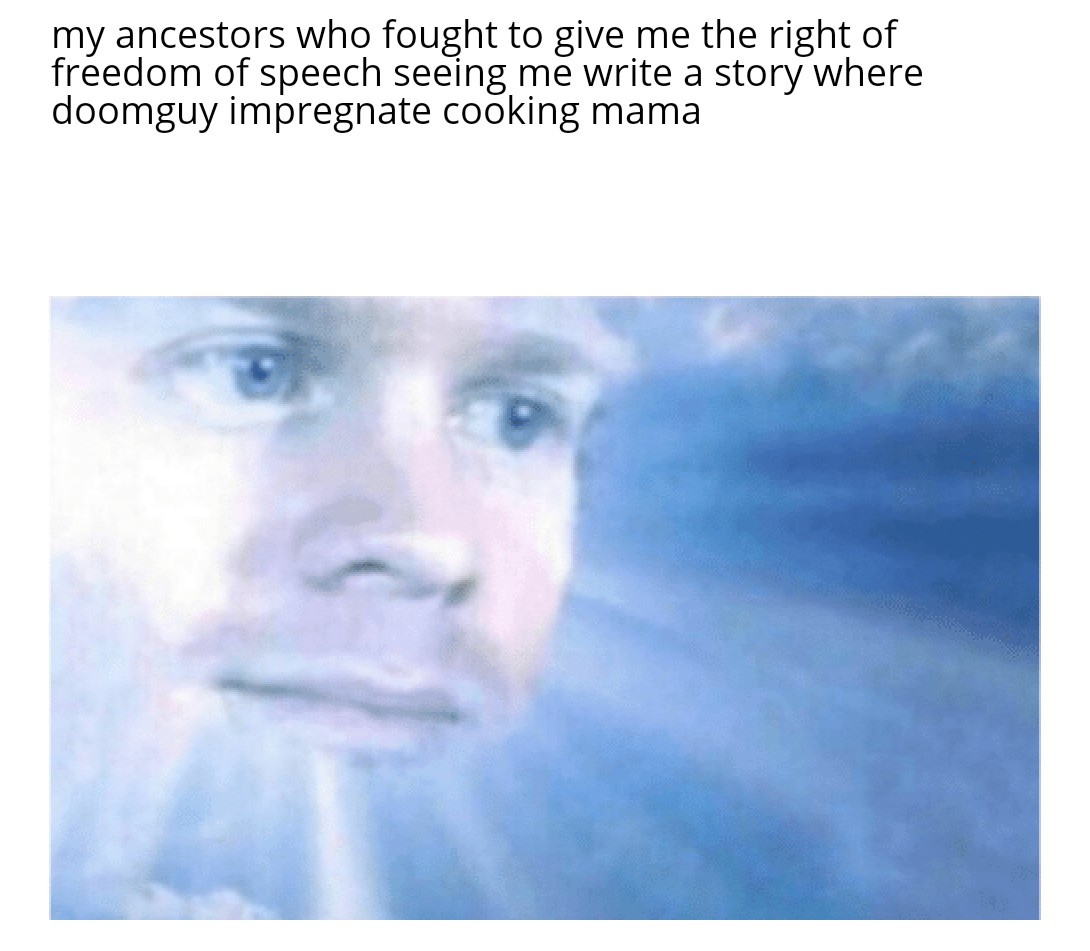 my ancestors who fought to give me the right of
freedom of speech seeing me write a story where
doomguy impregnate cooking mama